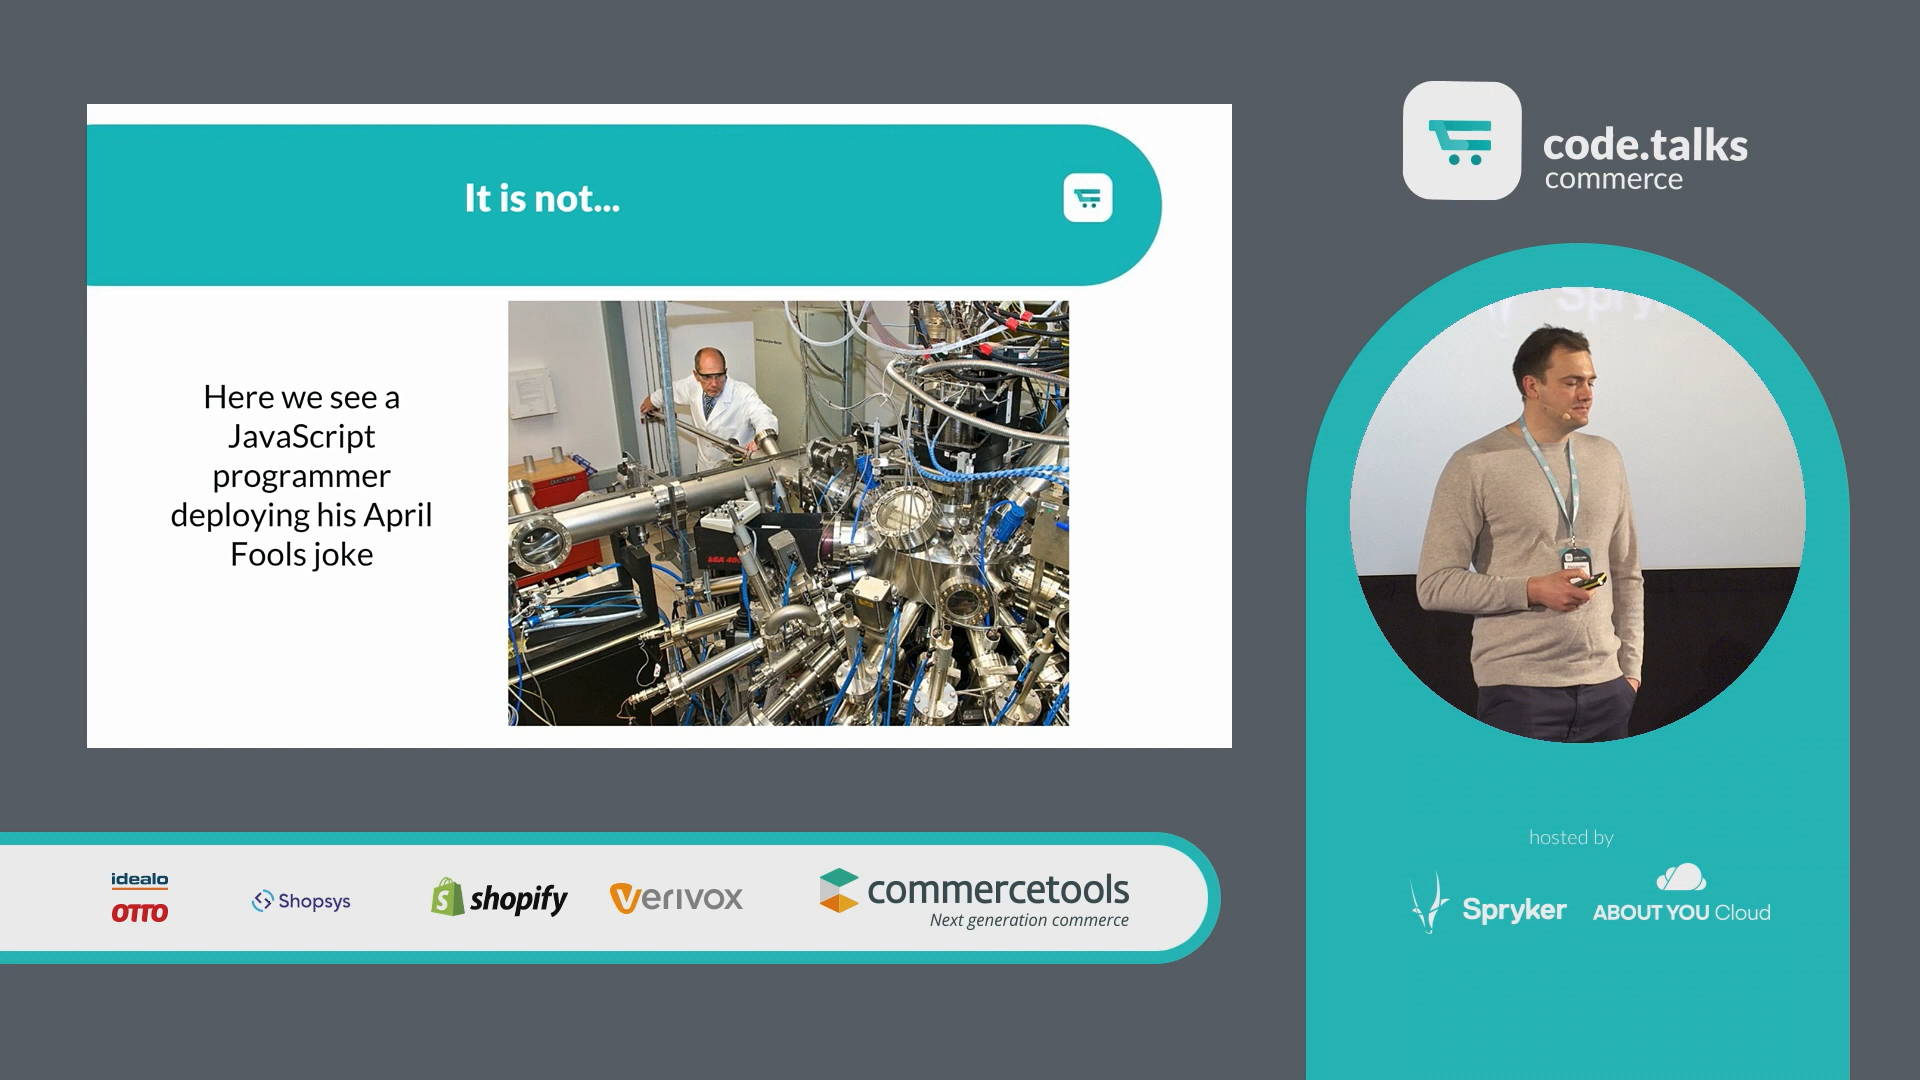 It is not...
Here we see a
JavaScript
programmer
deploying his April
Fools joke
code.talks
commerce
Spryker
hosted by
Spryker
ABOUT YOU Cloud
idealo
OTTO
Shopsys
shopify
verivox
commercetools
Next generation commerce